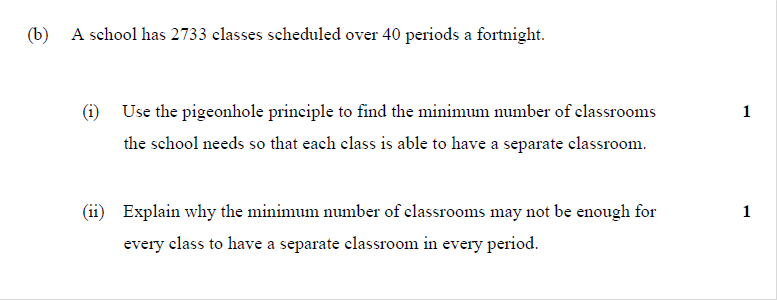 (b) A school has 2733 classes scheduled over 40 periods a fortnight.
(i) Use the pigeonhole principle to find the minimum number of classrooms 1
the school needs so that each class is able to have a separate classroom.
(ii) Explain why the minimum number of classrooms may not be enough for 1
every class to have a separate classroom in every period.